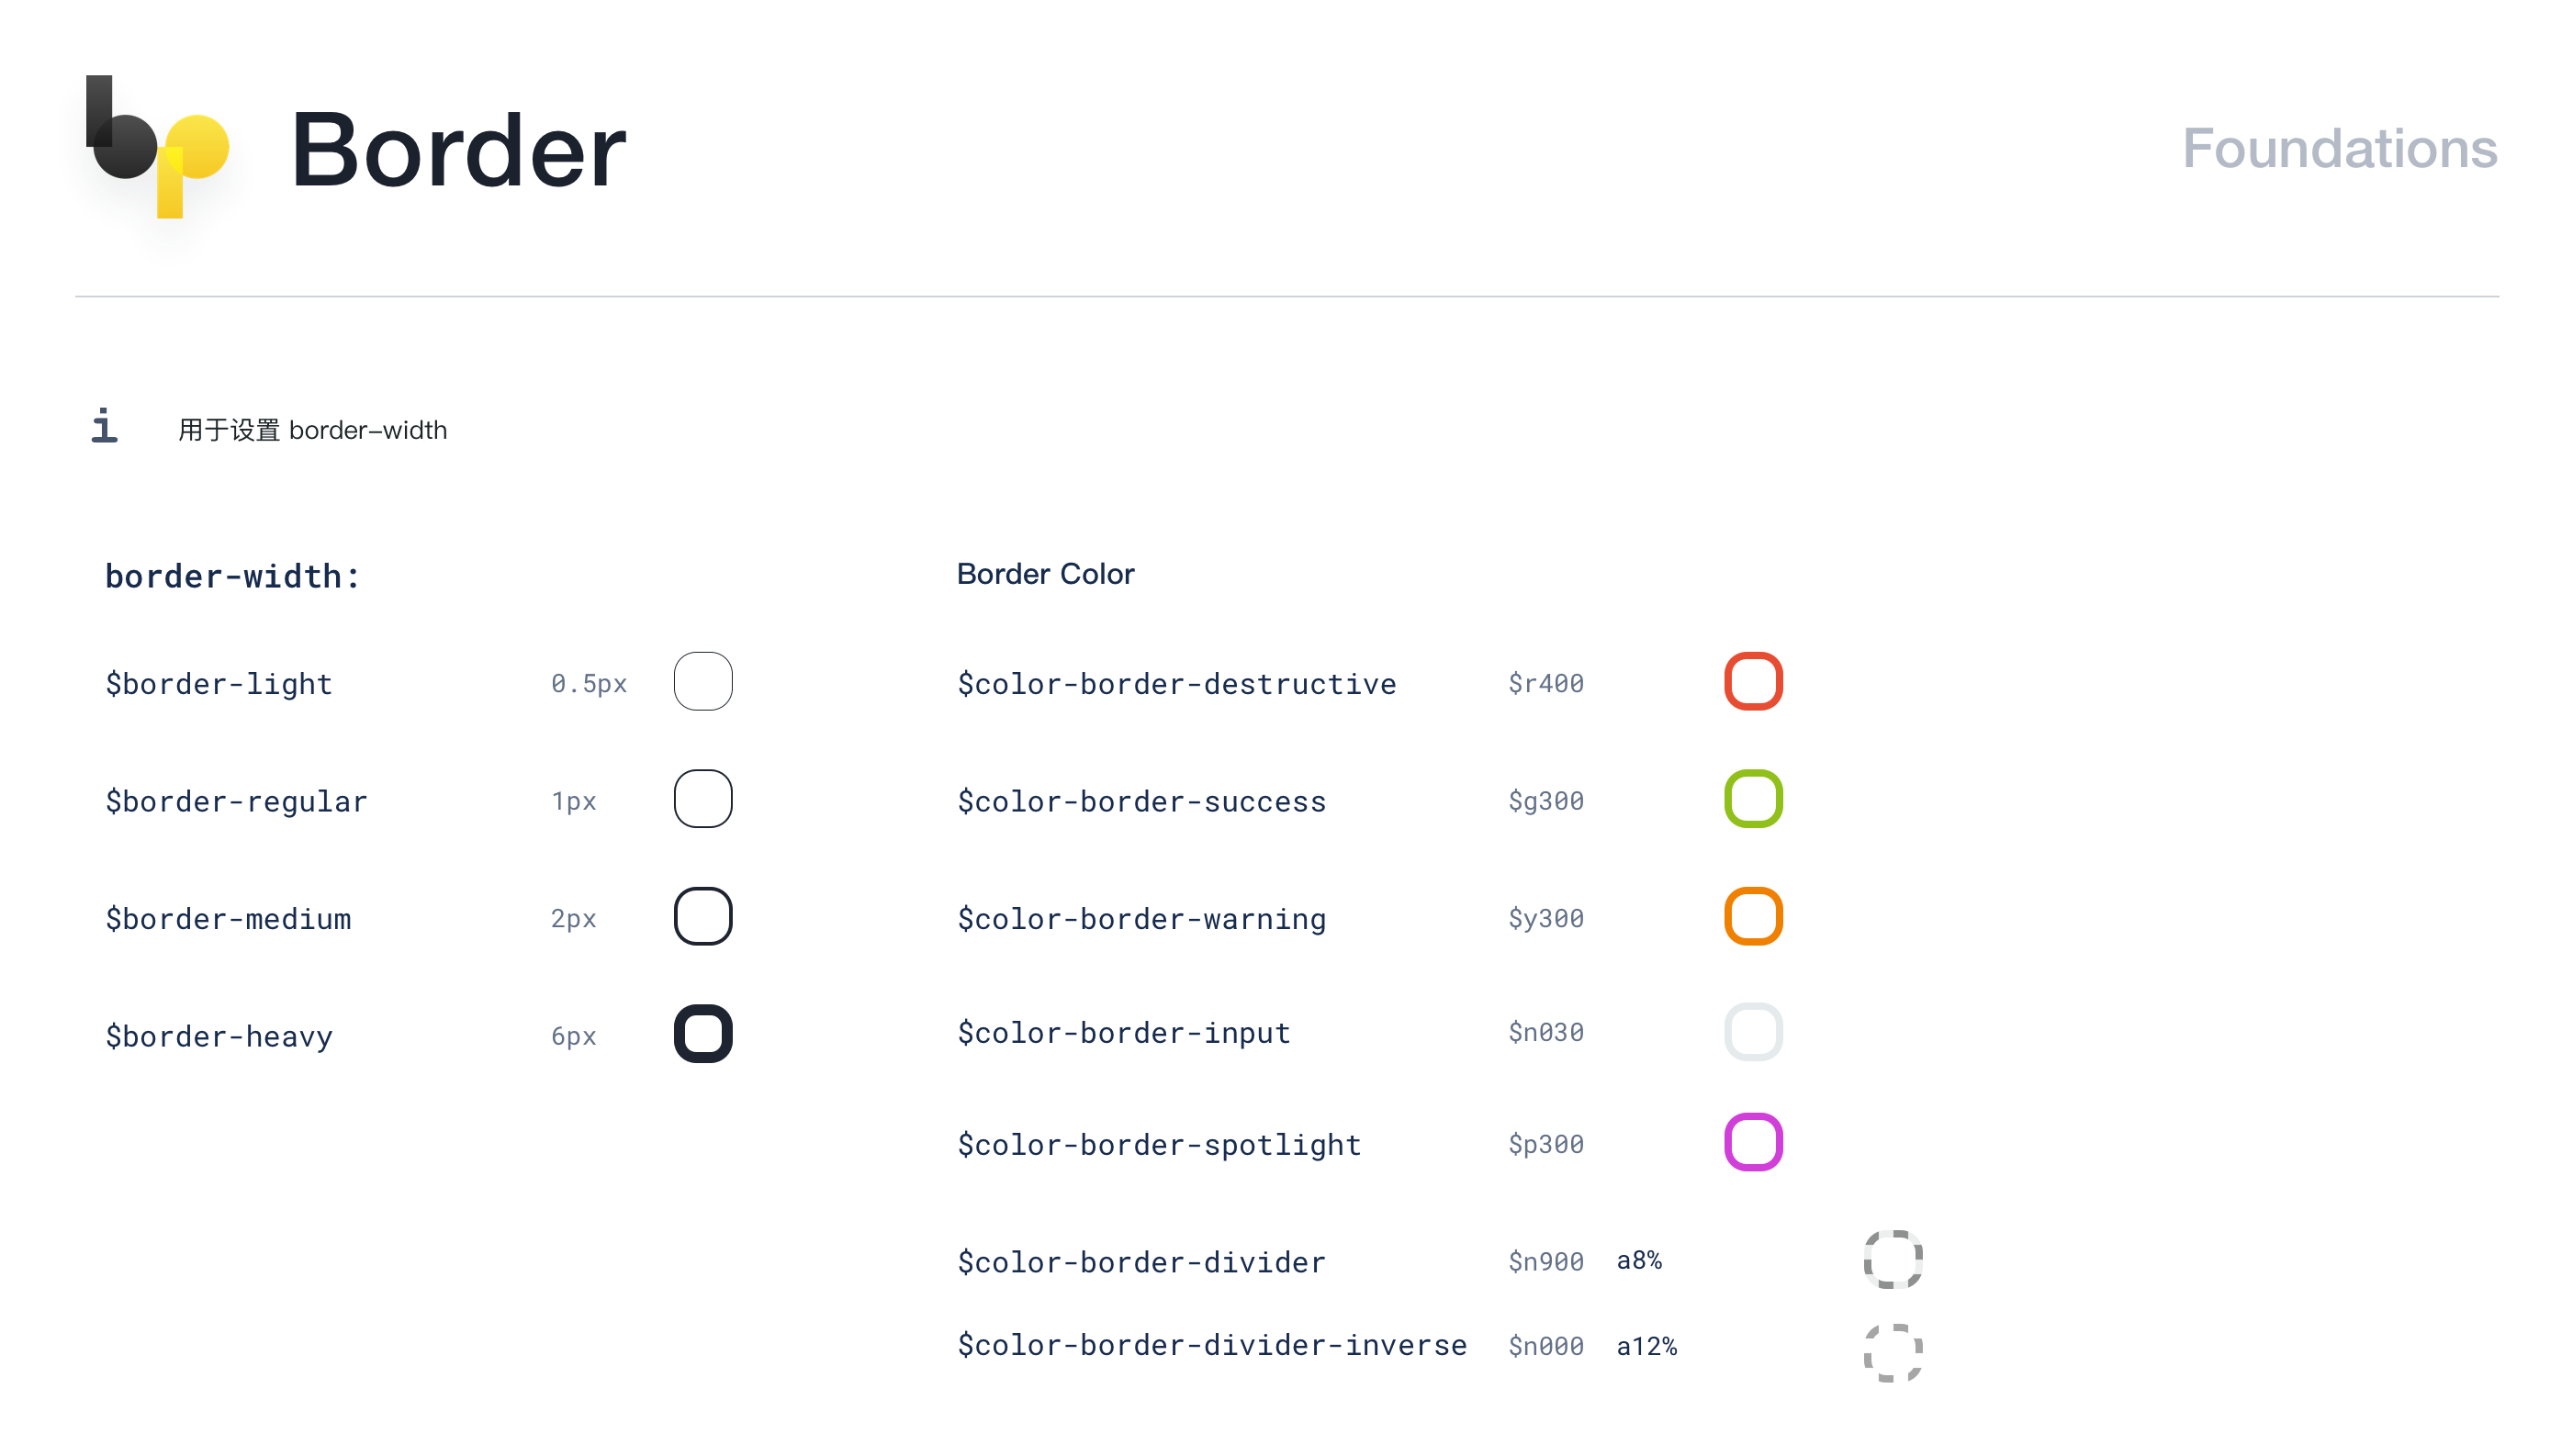 bp
Border
Foundations
i
用于设置 border-width
border-width:
$border-light 0.5px
$border-regular 1px
$border-medium 2px
$border-heavy 6px
Border Color
$color-border-destructive $r400
$color-border-success $g300
$color-border-warning $y300
$color-border-input $n030
$color-border-spotlight $p300
$color-border-divider $n900 a8%
$color-border-divider-inverse $n000 a12%